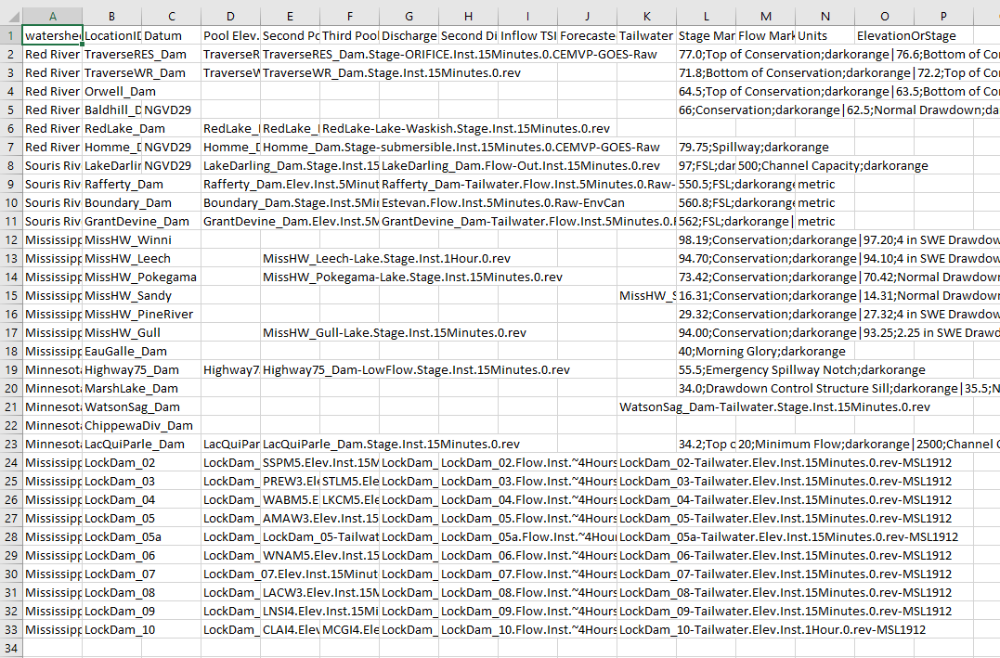 A B C D E F G H I J K L M N O P
1 watershed LocationID Datum Pool Elev. Second Po Third Pool Discharge Second Di Inflow TSI Forecaste Tailwater Stage Mar Flow Mark Units ElevationOrStage
2 Red River TraverseRES_Dam TraverseR TraverseRES_Dam.Stage-ORIFICE.Inst.15Minutes.0.CEMVP-GOES-Raw 77.0;Top of Conservation;darkorange|76.6;Bottom of Con
3 Red River TraverseWR_Dam TraverseW TraverseWR_Dam.Stage.Inst.15Minutes.0.rev 71.8;Bottom of Conservation;darkorange|72.2;Top of Con
4 Red River Orwell_Dam 64.5;Top of Conservation;darkorange|63.5;Bottom of Con
5 Red River Baldhill_D NGVD29 66;Conservation;darkorange|62.5;Normal Drawdown;da
6 Red River RedLake_Dam RedLake_ RedLake_ RedLake-Lake-Waskish.Stage.Inst.15Minutes.0.rev
7 Red River Homme_D NGVD29 Homme_D Homme_Dam.Stage-submersible.Inst.15Minutes.0.CEMVP-GOES-Raw 79.75;Spillway;darkorange
8 Souris Riv LakeDarlin NGVD29 LakeDarling_Dam.Stage.Inst.15 LakeDarling_Dam.Flow-Out.Inst.15Minutes.0.rev 97;FSL;dar 500;Channel Capacity;darkorange
9 Souris Riv Rafferty_Dam Rafferty_Dam.Elev.Inst.5Minut Rafferty_Dam-Tailwater.Flow.Inst.5Minutes.0.Raw- 550.5;FSL;darkorange metric
10 Souris Riv Boundary_Dam Boundary_Dam.Stage.Inst.5Min Estevan.Flow.Inst.5Minutes.0.Raw-EnvCan 560.8;FSL;darkorange metric
11 Souris Riv GrantDevine_Dam GrantDevine_Dam.Elev.Inst.5M GrantDevine_Dam-Tailwater.Flow.Inst.5Minutes.0.R 562;FSL;darkorange| metric
12 Mississipp MissHW_Winni 98.19;Conservation;darkorange|97.20;4 in SWE Drawdow
13 Mississipp MissHW_Leech MissHW_Leech-Lake.Stage.Inst.1Hour.0.rev 94.70;Conservation;darkorange|94.10;4 in SWE Drawdow
14 Mississipp MissHW_Pokegama MissHW_Pokegama-Lake.Stage.Inst.15Minutes.0.rev 73.42;Conservation;darkorange|70.42;Normal Drawdown
15 Mississipp MissHW_Sandy MissHW_S 16.31;Conservation;darkorange|14.31;Normal Drawdown
16 Mississipp MissHW_PineRiver 29.32;Conservation;darkorange|27.32;4 in SWE Drawdow
17 Mississipp MissHW_Gull MissHW_Gull-Lake.Stage.Inst.15Minutes.0.rev 94.00;Conservation;darkorange|93.25;2.25 in SWE Drawd
18 Mississipp EauGalle_Dam 40;Morning Glory;darkorange
19 Minnesota Highway75_Dam Highway7 Highway75_Dam-LowFlow.Stage.Inst.15Minutes.0.rev 55.5;Emergency Spillway Notch;darkorange
20 Minnesota MarshLake_Dam 34.0;Drawdown Control Structure Sill;darkorange|35.5;N
21 Minnesota WatsonSag_Dam WatsonSag_Dam-Tailwater.Stage.Inst.15Minutes.0.rev
22 Minnesota ChippewaDiv_Dam
23 Minnesota LacQuiParle_Dam LacQuiPar LacQuiParle_Dam.Stage.Inst.15Minutes.0.rev 34.2;Top c 20;Minimum Flow;darkorange|2500;Channel C
24 Mississipp LockDam_02 LockDam_ SSPM5.Elev.Inst.15M LockDam_ LockDam_02.Flow.Inst.~4Hours LockDam_02-Tailwater.Elev.Inst.15Minutes.0.rev-MSL1912
25 Mississipp LockDam_03 LockDam_ PREW3.Ele STLM5.Ele LockDam_ LockDam_03.Flow.Inst.~4Hours LockDam_03-Tailwater.Elev.Inst.15Minutes.0.rev-MSL1912
26 Mississipp LockDam_04 LockDam_ WABM5.E LKCM5.Ele LockDam_ LockDam_04.Flow.Inst.~4Hours LockDam_04-Tailwater.Elev.Inst.15Minutes.0.rev-MSL1912
27 Mississipp LockDam_05 LockDam_ AMAW3.Elev.Inst.15 LockDam_ LockDam_05.Flow.Inst.~4Hours LockDam_05-Tailwater.Elev.Inst.15Minutes.0.rev-MSL1912
28 Mississipp LockDam_05a LockDam_ LockDam_05-Tailwat LockDam_ LockDam_05a.Flow.Inst.~4Hour LockDam_05a-Tailwater.Elev.Inst.15Minutes.0.rev-MSL1912
29 Mississipp LockDam_06 LockDam_ WNAM5.Elev.Inst.15 LockDam_ LockDam_06.Flow.Inst.~4Hours LockDam_06-Tailwater.Elev.Inst.15Minutes.0.rev-MSL1912
30 Mississipp LockDam_07 LockDam_07.Elev.Inst.15Minut LockDam_ LockDam_07.Flow.Inst.~4Hours LockDam_07-Tailwater.Elev.Inst.15Minutes.0.rev-MSL1912
31 Mississipp LockDam_08 LockDam_ LACW3.Elev.Inst.15M LockDam_ LockDam_08.Flow.Inst.~4Hours LockDam_08-Tailwater.Elev.Inst.15Minutes.0.rev-MSL1912
32 Mississipp LockDam_09 LockDam_ LNSI4.Elev.Inst.15Mi LockDam_ LockDam_09.Flow.Inst.~4Hours LockDam_09-Tailwater.Elev.Inst.15Minutes.0.rev-MSL1912
33 Mississipp LockDam_10 LockDam_ CLAI4.Elev MCGI4.Ele LockDam_ LockDam_10.Flow.Inst.~4Hours LockDam_10-Tailwater.Elev.Inst.1Hour.0.rev-MSL1912
34